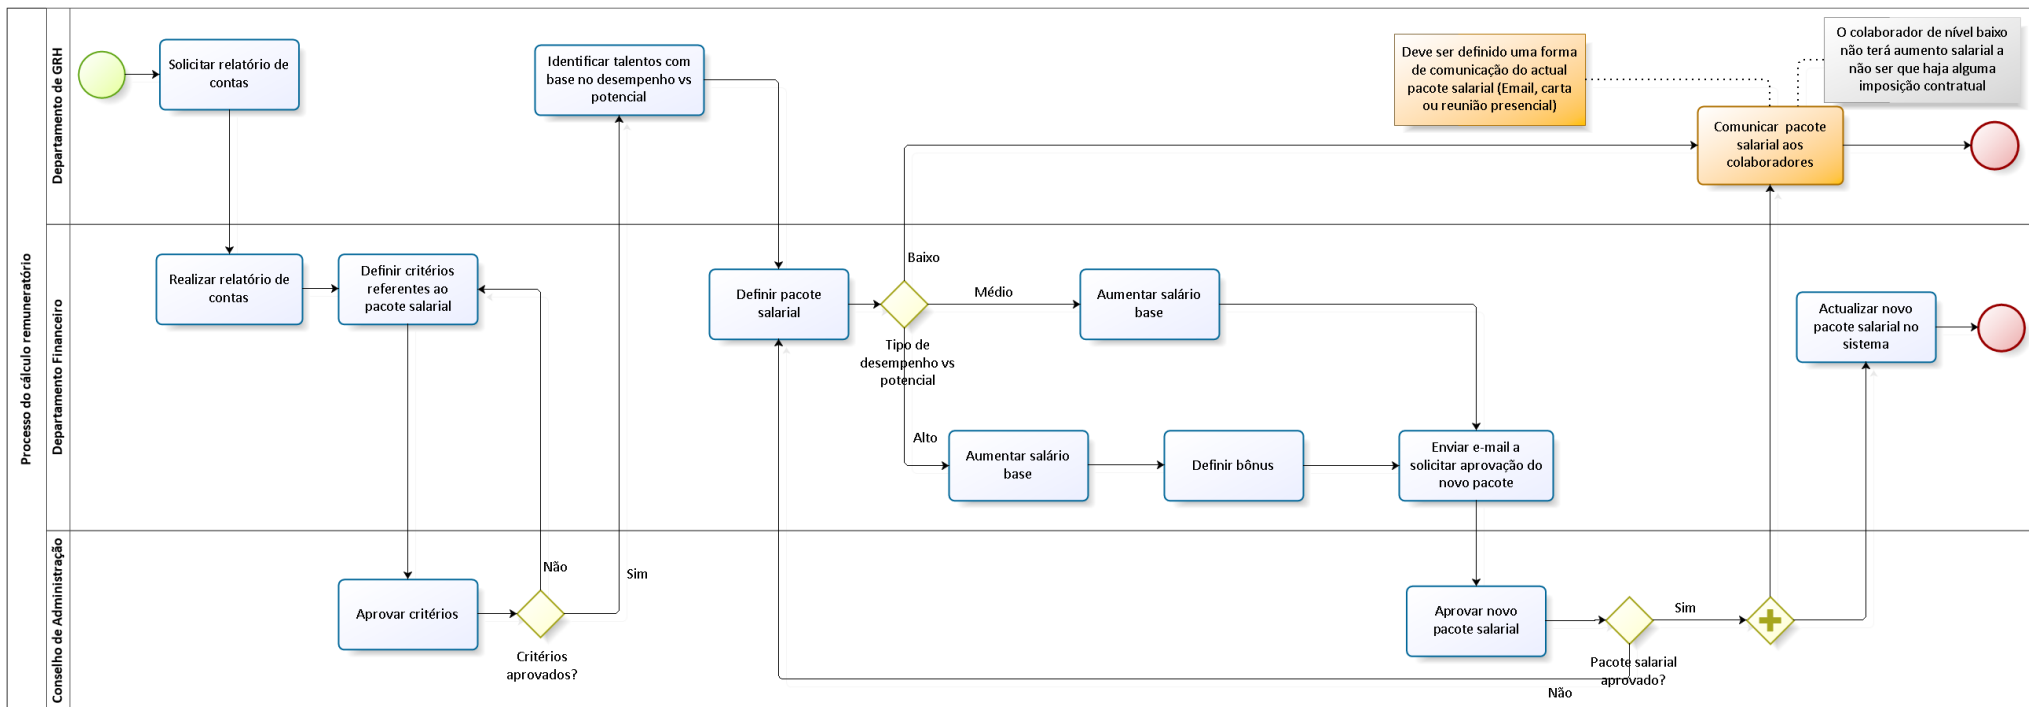 Processo do cálculo remuneratório
Departamento de GRH
Solicitar relatório de
contas
Identificar talentos com
base no desempenho vs
potencial
Deve ser definido uma forma
de comunicação do actual
pacote salarial (Email, carta
ou reunião presencial)
O colaborador de nível baixo
não terá aumento salarial a
não ser que haja alguma
imposição contratual
Comunicar pacote
salarial aos
colaboradores
Departamento Financeiro
Realizar relatório de
contas
Definir critérios
referentes ao
pacote salarial
Definir pacote
salarial
Baixo
Médio
Tipo de
desempenho vs
potencial
Alto
Aumentar salário
base
Aumentar salário
base
Definir bônus
Enviar e-mail a
solicitar aprovação do
novo pacote
Actualizar novo
pacote salarial no
sistema
Conselho de Administração
Aprovar critérios
Não
Sim
Critérios
aprovados?
Aprovar novo
pacote salarial
Sim
Pacote salarial
aprovado?
Não